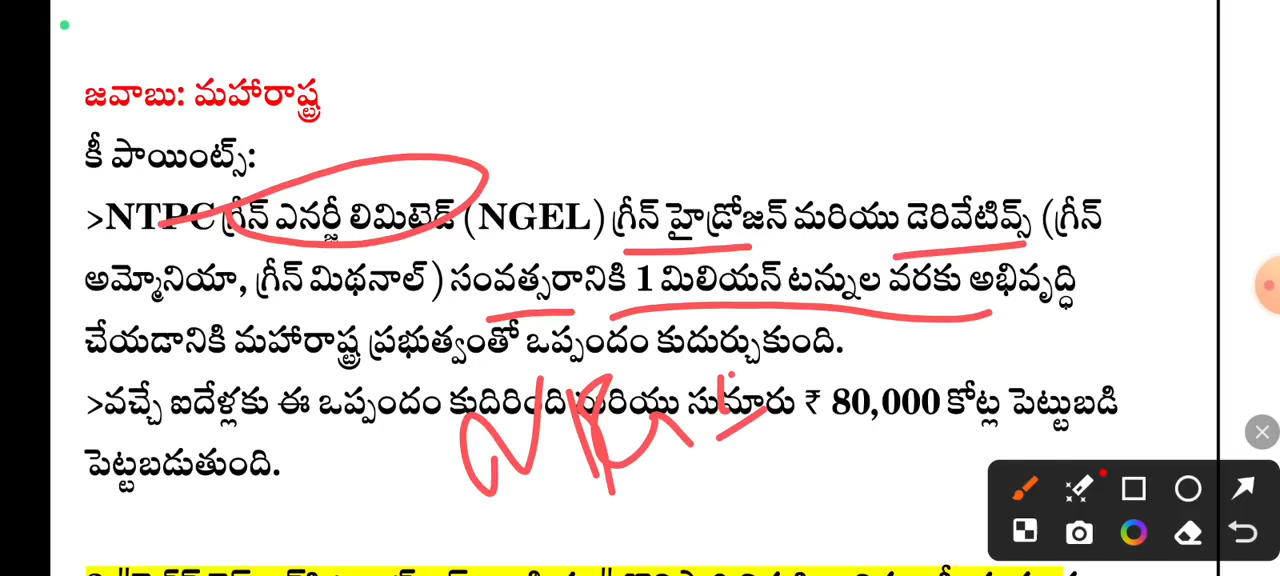 జవాబు: మహారాష్ట్ర
కీ పాయింట్స్:
>NTPC గ్రీన్ ఎనర్జీ లిమిటెడ్ (NGEL) గ్రీన్ హైడ్రోజన్ మరియు డెరివేటివ్స్ (గ్రీన్
అమ్మోనియా, గ్రీన్ మిథనాల్) సంవత్సరానికి 1 మిలియన్ టన్నుల వరకు అభివృద్ధి
చేయడానికి మహారాష్ట్ర ప్రభుత్వంతో ఒప్పందం కుదుర్చుకుంది.
>వచ్చే ఐదేళ్లకు ఈ ఒప్పందం కుదిరింది మరియు సుమారు ₹ 80,000 కోట్ల పెట్టుబడి
పెట్టబడుతుంది.